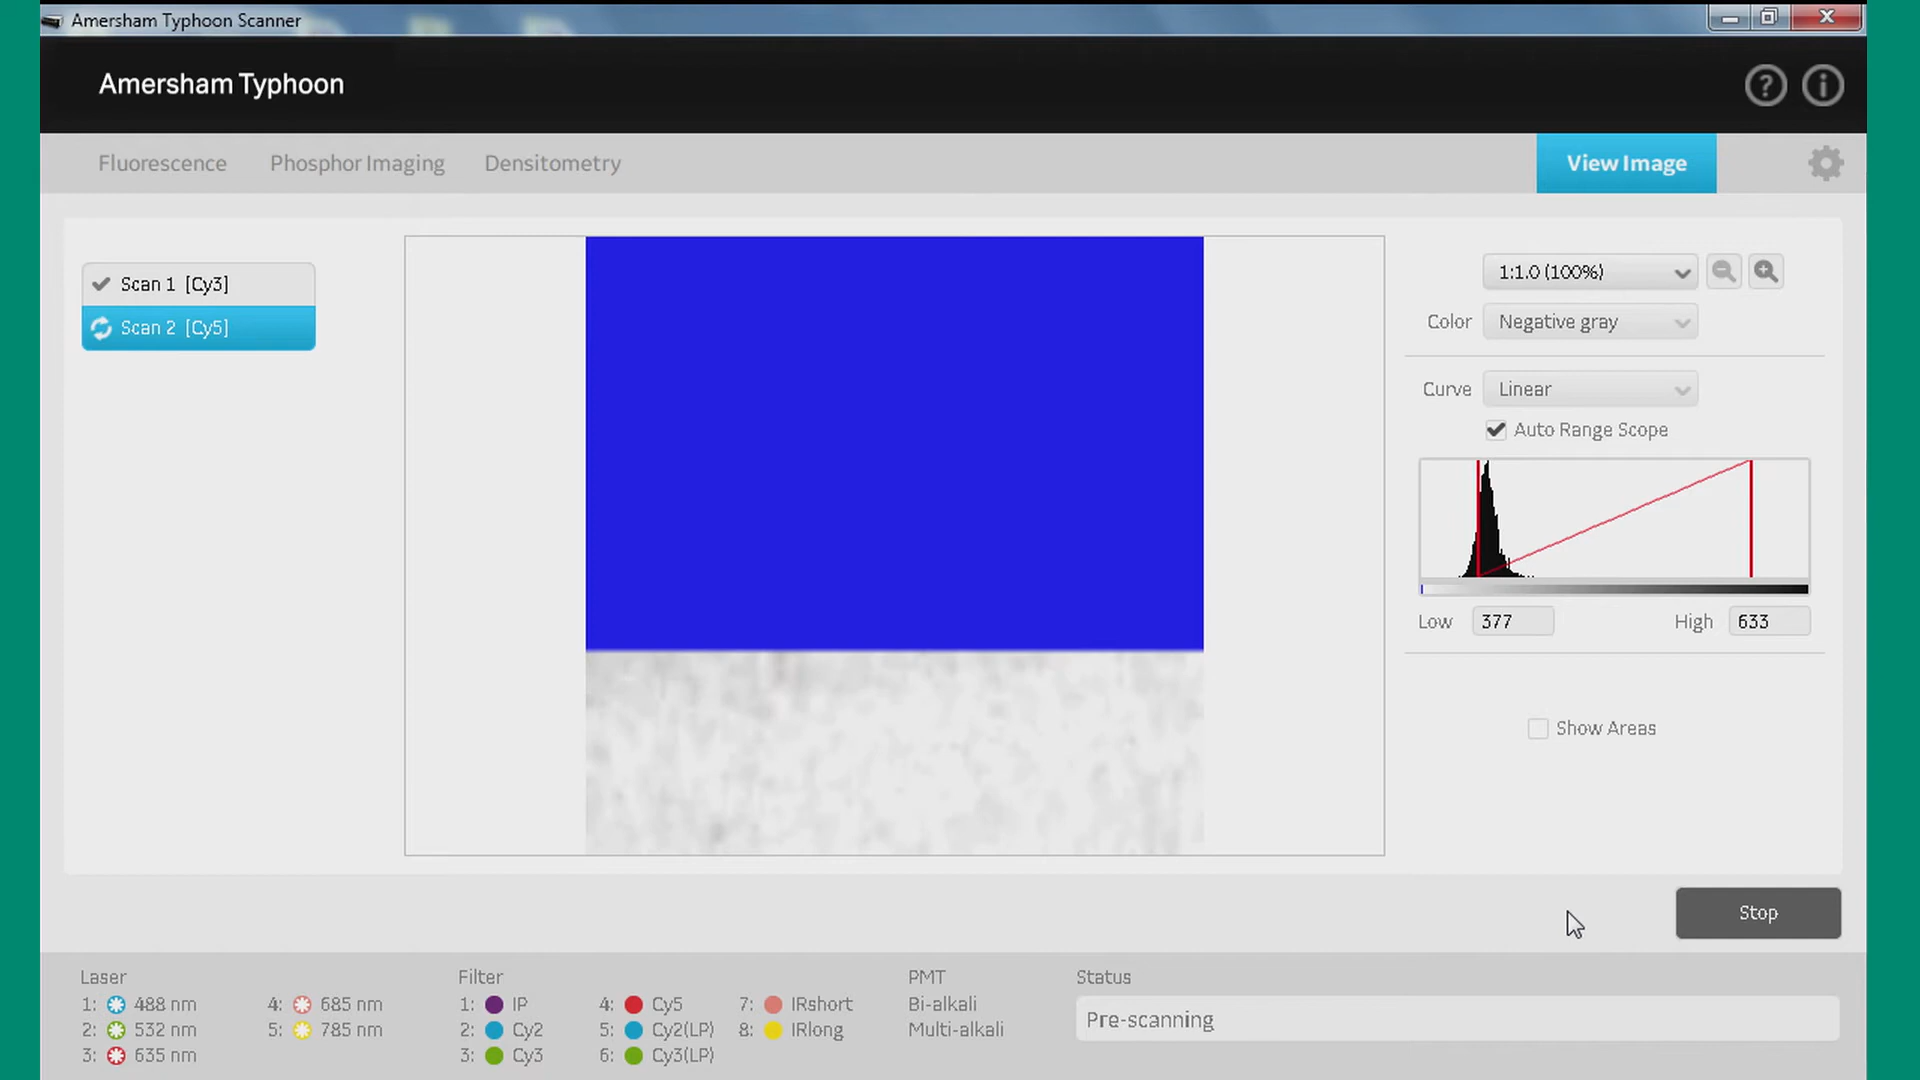 Amersham Typhoon Scanner
Amersham Typhoon
?
i
Fluorescence Phosphor Imaging Densitometry View Image
Scan 1 [Cy3]
Scan 2 [Cy5]
1:1.0 (100%)
Color Negative gray
Curve Linear
Auto Range Scope
Low 377 High 633
Show Areas
Stop
Laser
1: 488 nm 4: 685 nm
2: 532 nm 5: 785 nm
3: 635 nm
Filter
1: IP 4: Cy5 7: IRshort
2: Cy2 5: Cy2(LP) 8: IRlong
3: Cy3 6: Cy3(LP)
PMT
Bi-alkali
Multi-alkali
Status
Pre-scanning